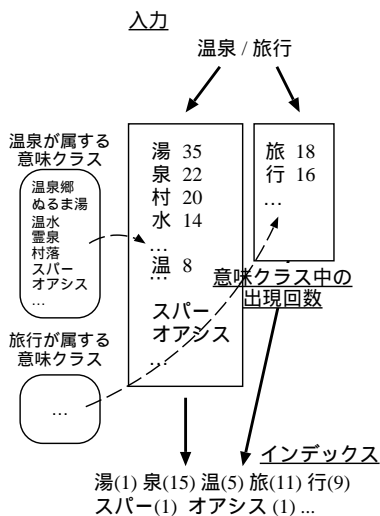 入力
温泉 / 旅行
温泉が属する
意味クラス
温泉郷
ぬるま湯
温水
霊泉
村落
スパー
オアシス
…
湯 35
泉 22
村 20
水 14
…
温 8
…
スパー
オアシス
…
旅 18
行 16
…
意味クラス中の
出現回数
旅行が属する
意味クラス
…
インデックス
湯(1) 泉(15) 温(5) 旅(11) 行(9)
スパー(1) オアシス (1) ...